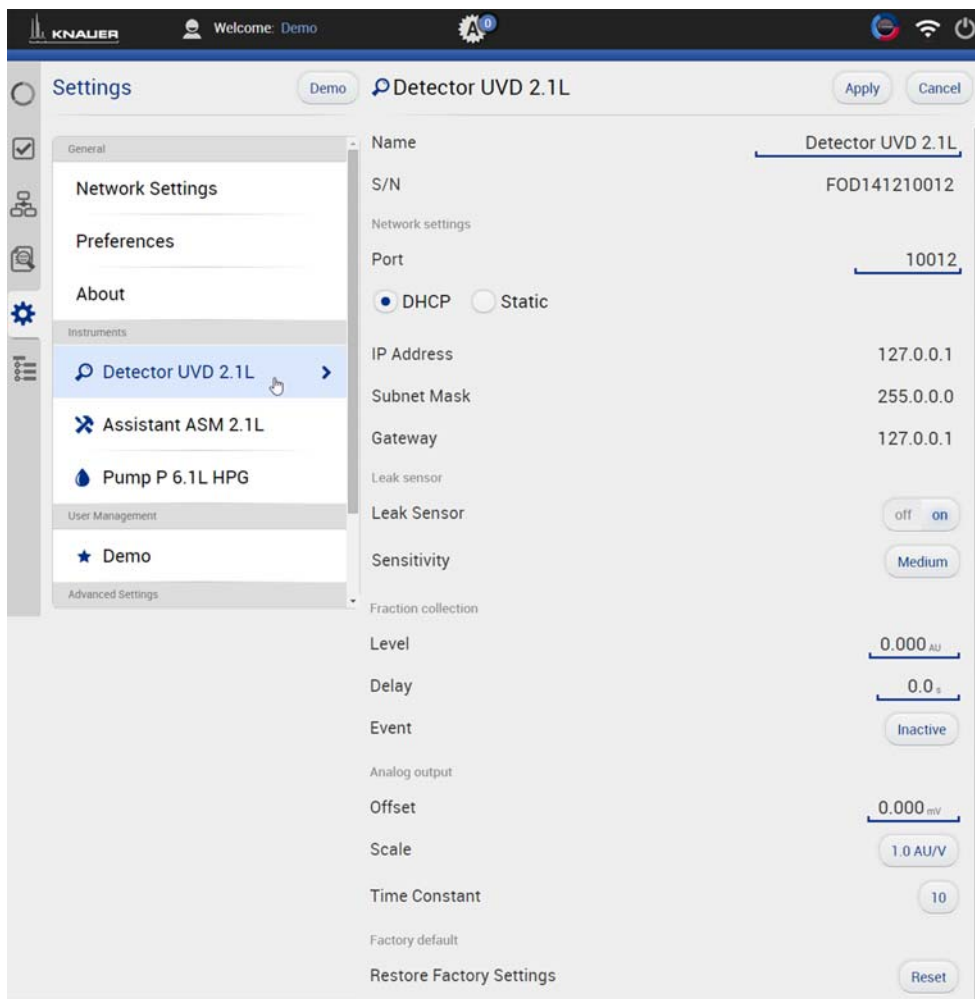 KNAUER
Welcome: Demo
A 0
Settings
Demo
General
Network Settings
Preferences
About
Instruments
Detector UVD 2.1L
Assistant ASM 2.1L
Pump P 6.1L HPG
User Management
Demo
Advanced Settings
Detector UVD 2.1L
Apply Cancel
Name Detector UVD 2.1L
S/N FOD141210012
Network settings
Port 10012
DHCP Static
IP Address 127.0.0.1
Subnet Mask 255.0.0.0
Gateway 127.0.0.1
Leak sensor
Leak Sensor off on
Sensitivity Medium
Fraction collection
Level 0.000 AU
Delay 0.0 s
Event Inactive
Analog output
Offset 0.000 mV
Scale 1.0 AU/V
Time Constant 10
Factory default
Restore Factory Settings Reset